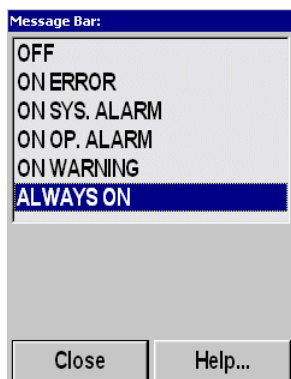 Message Bar:
OFF
ON ERROR
ON SYS. ALARM
ON OP. ALARM
ON WARNING
ALWAYS ON
Close
Help...